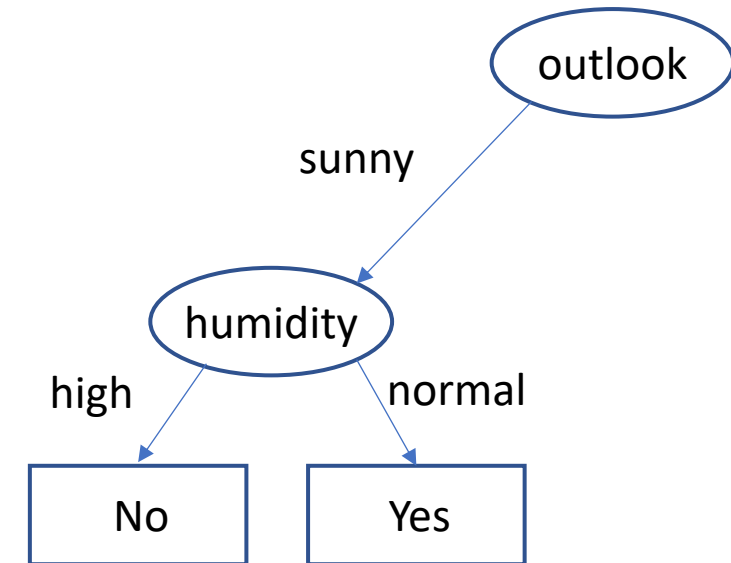 outlook
sunny
humidity
high
normal
No
Yes